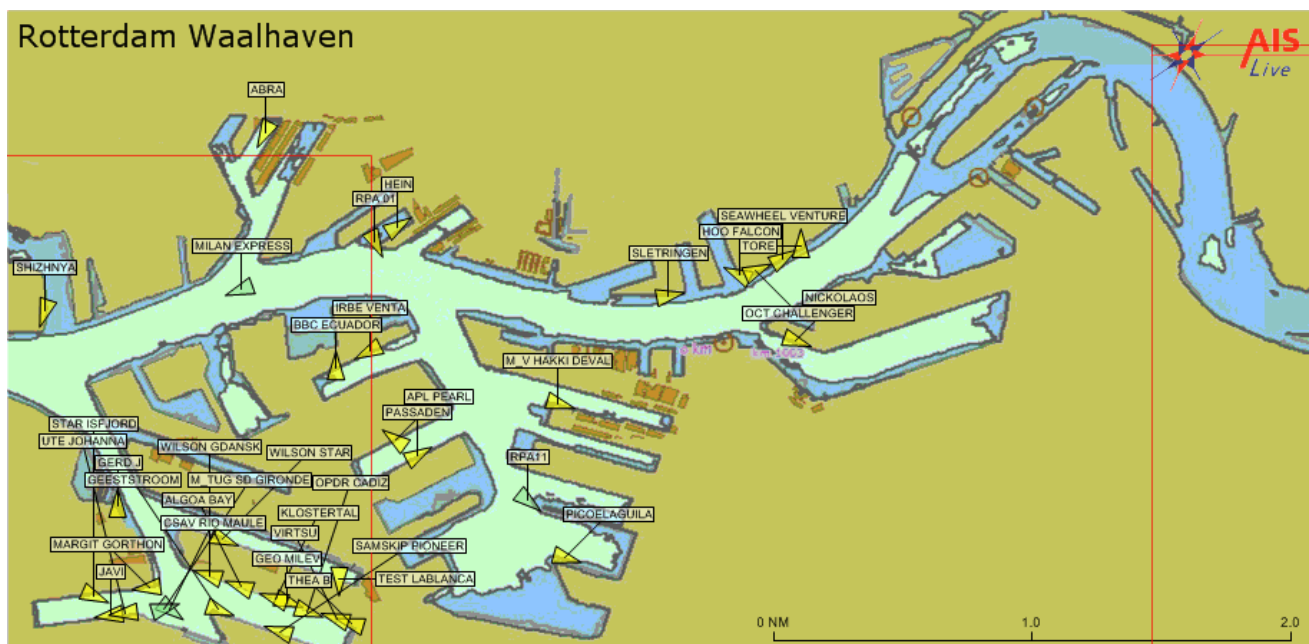 Rotterdam Waalhaven
AIS
Live
ABRA
HEIN
RPA 01
SEAWHEEL VENTURE
HOO FALCON
TORE
MILAN EXPRESS
SLETRINGEN
SHIZHNYA
NICKOLAOS
IRBE VENTA
OCT CHALLENGER
BBC ECUADOR
km 1003
M_V HAKKI DEVAL
APL PEARL
PASSADEN
STAR ISFJORD
UTE JOHANNA
WILSON GDANSK
WILSON STAR
RPA11
GERD J
GEESTSTROOM
M_TUG SD GIRONDE
OPDR CADIZ
ALGOA BAY
KLOSTERTAL
PICOELAGUILA
CSAV RIO MAULE
VIRTSU
MARGIT GORTHON
SAMSKIP PIONEER
GEO MILEV
JAVI
THEA B
TEST LABLANCA
0 NM
1.0
2.0